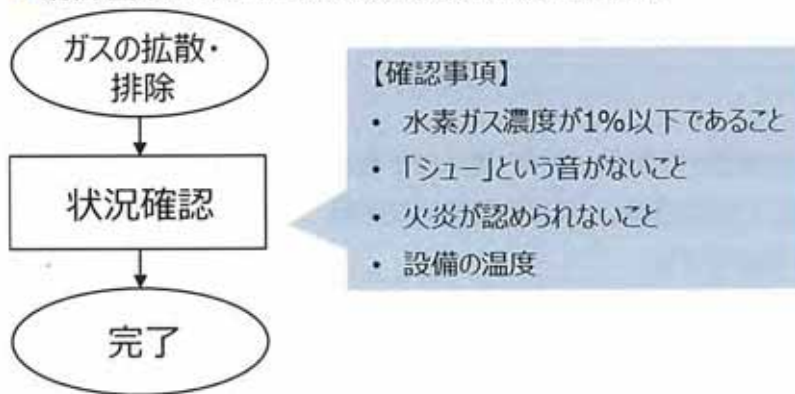 ガスの拡散・
排除
状況確認
完了
【確認事項】
・ 水素ガス濃度が1%以下であること
・ 「シュー」という音がないこと
・ 火炎が認められないこと
・ 設備の温度